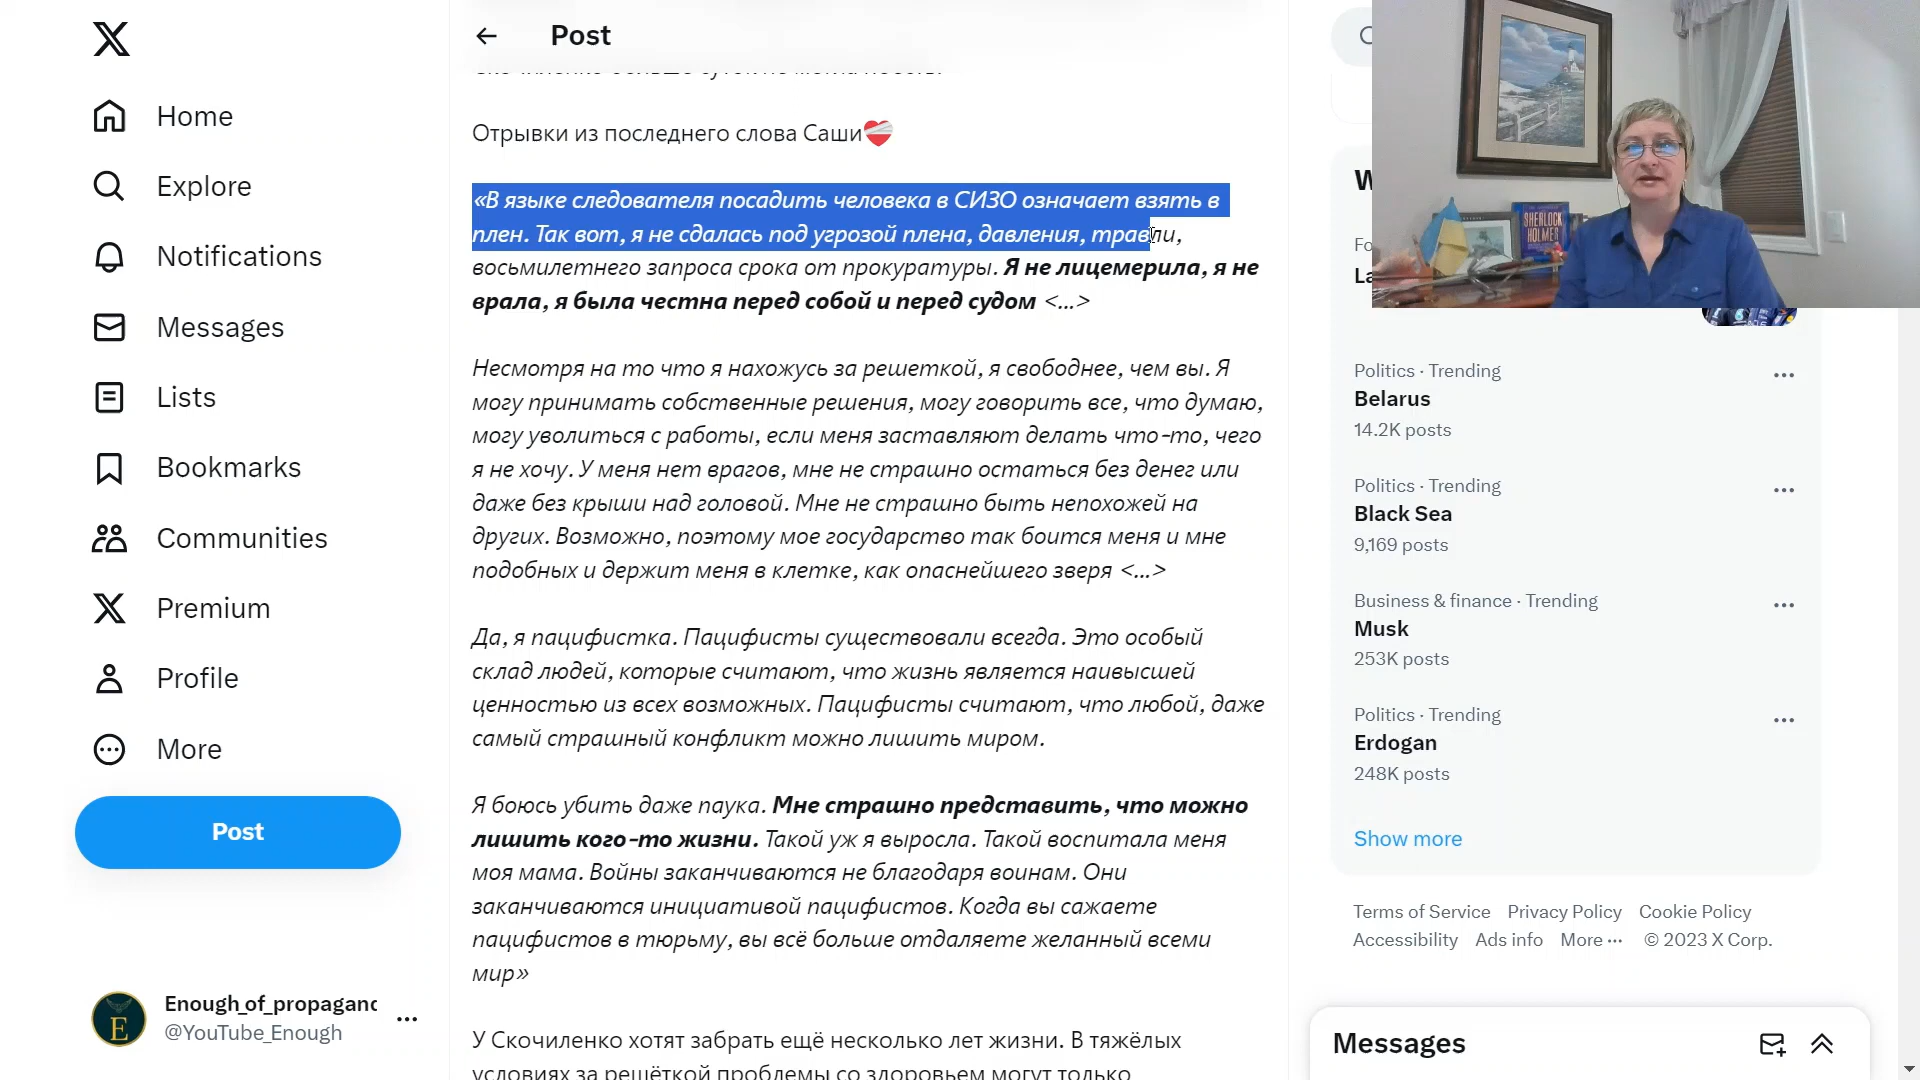 Home
Explore
Notifications
Messages
Lists
Bookmarks
Communities
Premium
Profile
More
Post
Enough_of_propaganc
@YouTube_Enough
Post
Отрывки из последнего слова Саши
«В языке следователя посадить человека в СИЗО означает взять в
плен. Так вот, я не сдалась под угрозой плена, давления, травли,
восьмилетнего запроса срока от прокуратуры. Я не лицемерила, я не
врала, я была честна перед собой и перед судом <...>
Несмотря на то что я нахожусь за решеткой, я свободнее, чем вы. Я
могу принимать собственные решения, могу говорить все, что думаю,
могу уволиться с работы, если меня заставляют делать что-то, чего
я не хочу. У меня нет врагов, мне не страшно остаться без денег или
даже без крыши над головой. Мне не страшно быть непохожей на
других. Возможно, поэтому мое государство так боится меня и мне
подобных и держит меня в клетке, как опаснейшего зверя <...>
Да, я пацифистка. Пацифисты существовали всегда. Это особый
склад людей, которые считают, что жизнь является наивысшей
ценностью из всех возможных. Пацифисты считают, что любой, даже
самый страшный конфликт можно лишить миром.
Я боюсь убить даже паука. Мне страшно представить, что можно
лишить кого-то жизни. Такой уж я выросла. Такой воспитала меня
моя мама. Войны заканчиваются не благодаря воинам. Они
заканчиваются инициативой пацифистов. Когда вы сажаете
пацифистов в тюрьму, вы всё больше отдаляете желанный всеми
мир»
У Скочиленко хотят забрать ещё несколько лет жизни. В тяжёлых
условиях за решёткой проблемы со здоровьем могут только
SHERLOCK
HOLMES
Politics · Trending
Belarus
14.2K posts
Politics · Trending
Black Sea
9,169 posts
Business & finance · Trending
Musk
253K posts
Politics · Trending
Erdogan
248K posts
Show more
Terms of Service Privacy Policy Cookie Policy
Accessibility Ads info More ··· © 2023 X Corp.
Messages